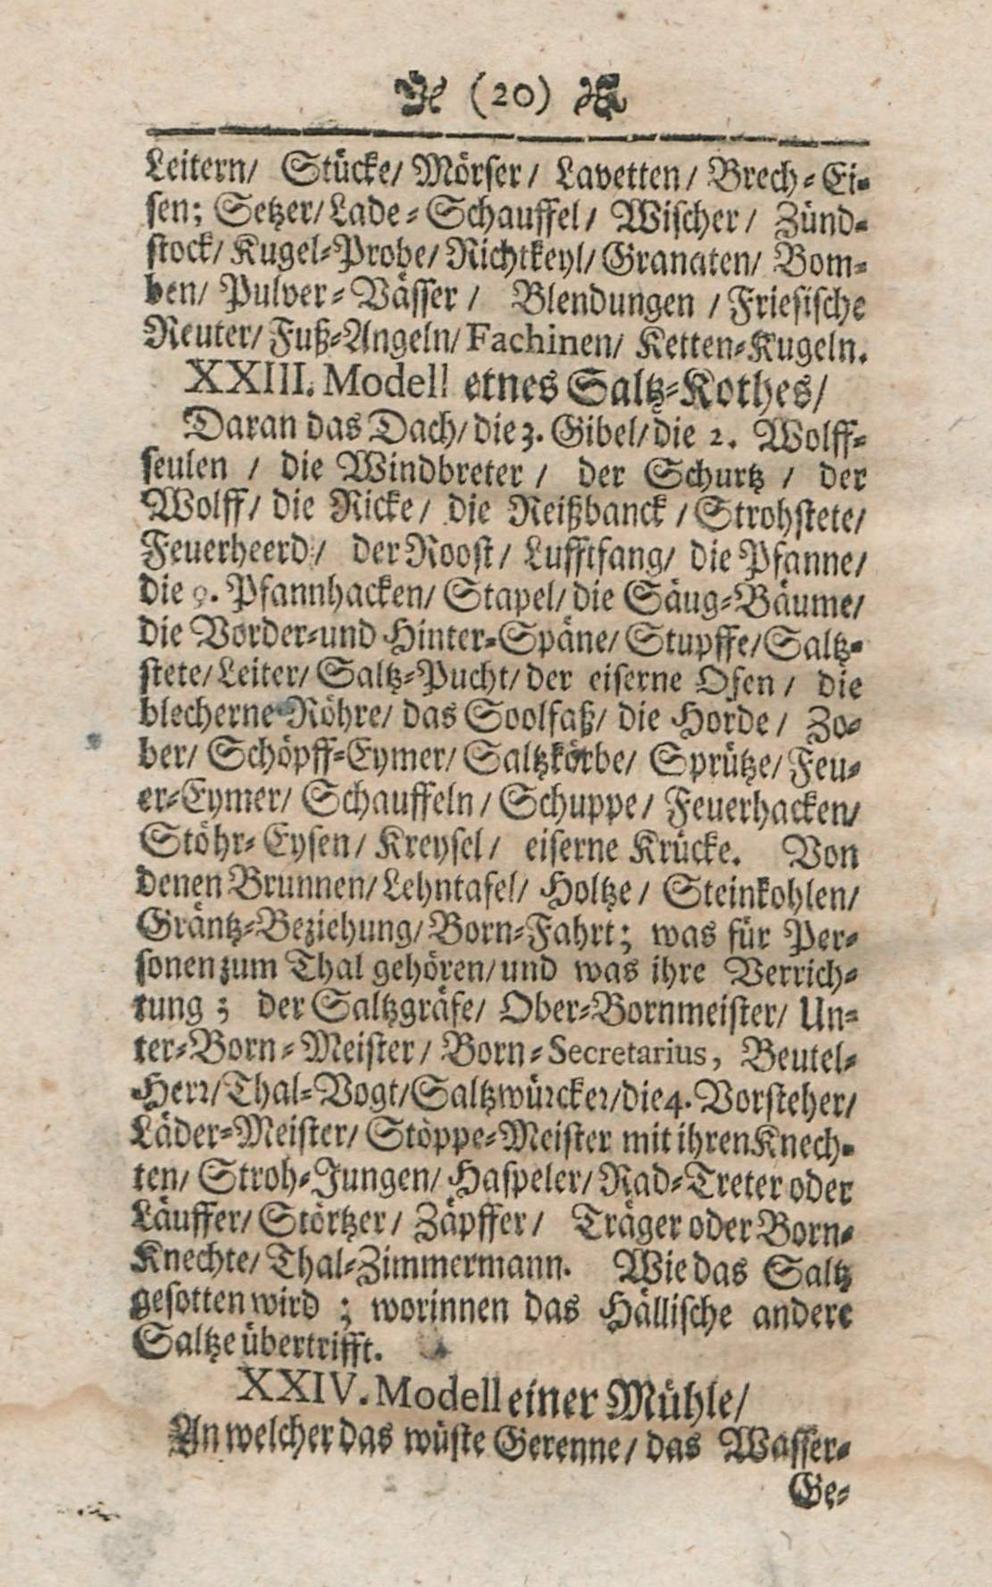 (20)
Leitern/ Stücke/ Mörser/ Lavetten/ Brech-Ei-
sen; Setzer/ Lade-Schauffel/ Wischer/ Zünd-
stock/ Kugel-Probe/ Richtkeyl/ Granaten/ Bom-
ben/ Pulver-Vässer/ Blendungen/ Friesische
Reuter/ Fuß-Angeln/ Fachinen/ Ketten-Kugeln.
XXIII. Modell etnes Saltz-Kothes/
Daran das Dach/ die 3. Gibel/ die 2. Wolff-
seulen / die Windbreter / der Schurtz / der
Wolff/ die Ricke/ die Reißbanck / Strohstete/
Feuerheerd/ der Roost/ Lufftfang/ die Pfanne/
die 9. Pfannhacken/ Stapel/ die Säug-Bäume/
die Vorder-und Hinter-Späne/ Stupffe/ Saltz-
stete/ Leiter/ Saltz-Pucht/ der eiserne Ofen / die
blecherne Röhre/ das Soolfaß/ die Horde/ Zo-
ber/ Schöpff-Eymer/ Saltzkörbe/ Sprütze/ Feu-
er-Eymer/ Schauffeln/ Schuppe/ Feuerhacken/
Stöhr-Eysen/ Kreysel/ eiserne Krücke. Von
denen Brunnen/ Lehntafel/ Holtze/ Steinkohlen/
Gräntz-Beziehung/ Born-Fahrt; was für Per-
sonen zum Thal gehören/ und was ihre Verrich-
tung; der Saltzgräfe/ Ober-Bornmeister/ Un-
ter-Born-Meister/ Born-Secretarius, Beutel-
Herr/ Thal-Vogt/ Saltzwürcker/ die 4. Vorsteher/
Läder-Meister/ Stöppe-Meister mit ihren Knech-
ten/ Stroh-Jungen/ Haspeler/ Rad-Treter oder
Läuffer/ Störtzer/ Zäpffer/ Träger oder Born-
Knechte/ Thal-Zimmermann. Wie das Saltz
gesotten wird; worinnen das Hällische andere
Saltze übertrifft.
XXIV. Modell einer Mühle/
An welcher das wüste Gerenne/ das Wasser-
Ge-